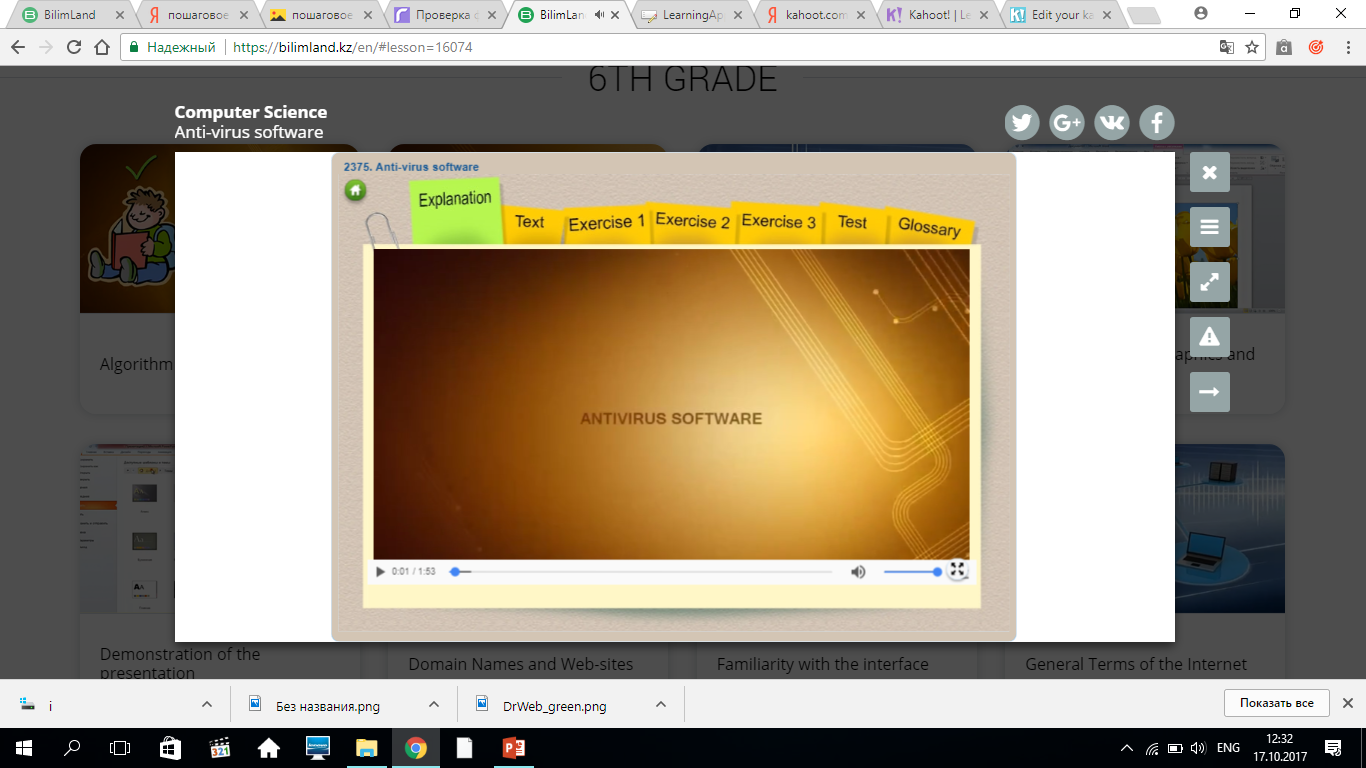 BilimLand
пошаговое
пошаговое
Проверка
BilimLan
LearningAp
kahoot.com
Kahoot! | Le
Edit your ka
Надежный
https://bilimland.kz/en/#lesson=16074
6TH GRADE
Computer Science
Anti-virus software
2375. Anti-virus software
Explanation
Text
Exercise 1
Exercise 2
Exercise 3
Test
Glossary
ANTIVIRUS SOFTWARE
0:01 / 1:53
Algorithm
and
Demonstration of the
presentation
Domain Names and Web-sites
Familiarity with the interface
General Terms of the Internet
i
Без названия.png
DrWeb_green.png
Показать все
321
ENG
12:32
17.10.2017